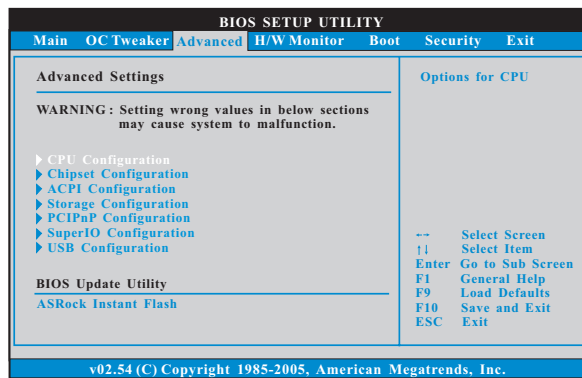 BIOS SETUP UTILITY
Main OC Tweaker Advanced H/W Monitor Boot Security Exit
Advanced Settings
WARNING : Setting wrong values in below sections
may cause system to malfunction.
CPU Configuration
Chipset Configuration
ACPI Configuration
Storage Configuration
PCIPnP Configuration
SuperIO Configuration
USB Configuration
BIOS Update Utility
ASRock Instant Flash
Options for CPU
←→ Select Screen
↑↓ Select Item
Enter Go to Sub Screen
F1 General Help
F9 Load Defaults
F10 Save and Exit
ESC Exit
v02.54 (C) Copyright 1985-2005, American Megatrends, Inc.